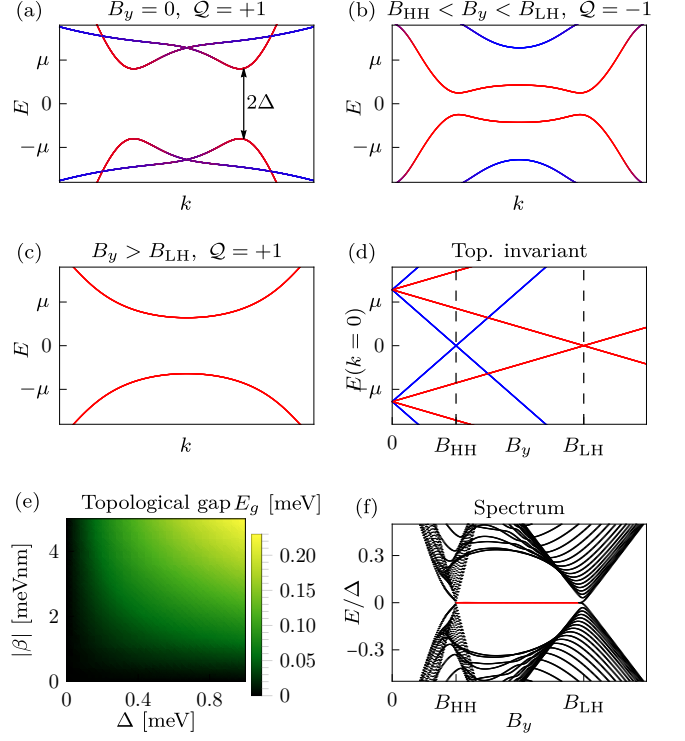 (a) B_y = 0, Q = +1
μ
0
−μ
E
2Δ
k
(b) B_HH < B_y < B_LH, Q = −1
μ
0
−μ
E
k
(c) B_y > B_LH, Q = +1
μ
0
−μ
E
k
(d) Top. invariant
μ
0
−μ
E(k = 0)
0 B_HH B_y B_LH
(e) Topological gap E_g [meV]
4
2
0
|β| [meVnm]
0 0.4 0.8
Δ [meV]
0.20
0.15
0.10
0.05
0
(f) Spectrum
0.3
0
−0.3
E/Δ
0 B_HH B_LH
B_y